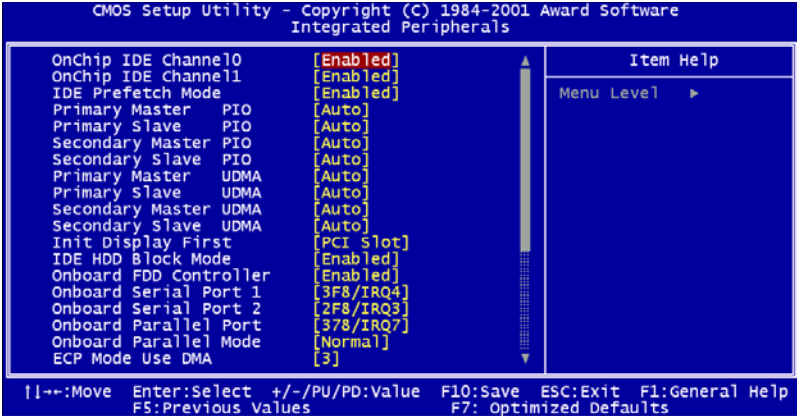 CMOS Setup Utility - Copyright (C) 1984-2001 Award Software
Integrated Peripherals
OnChip IDE Channel0 [Enabled]
OnChip IDE Channel1 [Enabled]
IDE Prefetch Mode [Enabled]
Primary Master PIO [Auto]
Primary Slave PIO [Auto]
Secondary Master PIO [Auto]
Secondary Slave PIO [Auto]
Primary Master UDMA [Auto]
Primary Slave UDMA [Auto]
Secondary Master UDMA [Auto]
Secondary Slave UDMA [Auto]
Init Display First [PCI Slot]
IDE HDD Block Mode [Enabled]
Onboard FDD Controller [Enabled]
Onboard Serial Port 1 [3F8/IRQ4]
Onboard Serial Port 2 [2F8/IRQ3]
Onboard Parallel Port [378/IRQ7]
Onboard Parallel Mode [Normal]
ECP Mode Use DMA [3]
Item Help
Menu Level ►
↑↓→←:Move Enter:Select +/-/PU/PD:Value F10:Save ESC:Exit F1:General Help
F5:Previous Values F7: Optimized Defaults